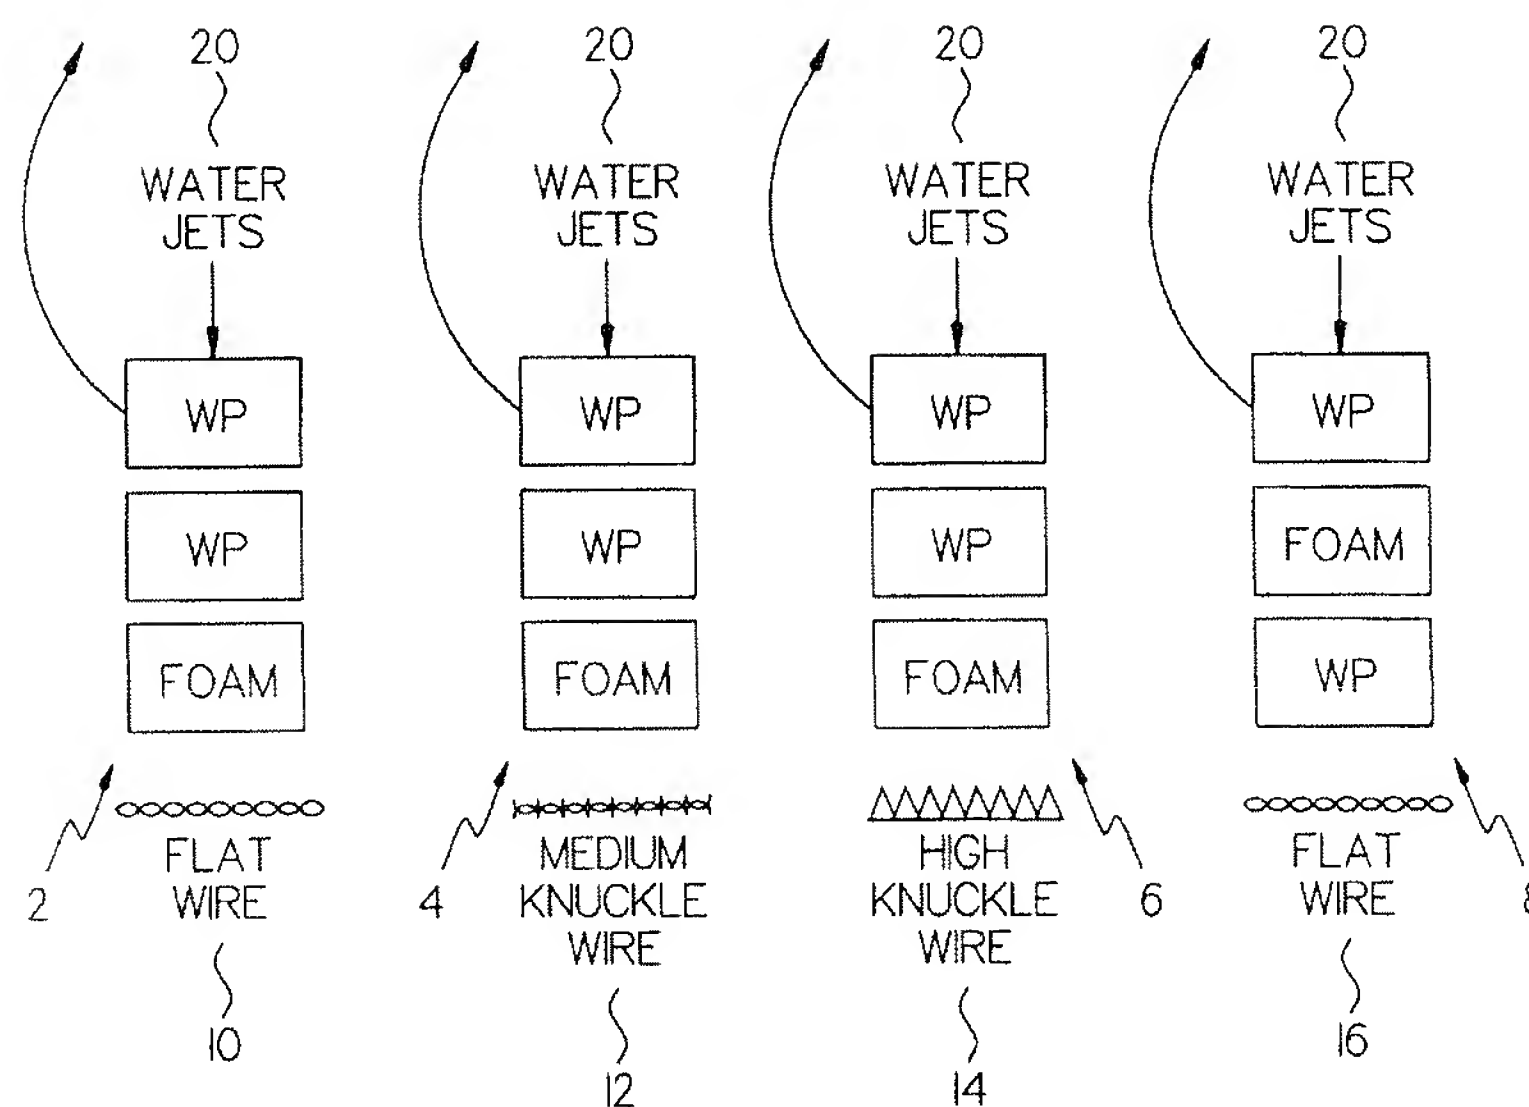 20 20 20 20
WATER WATER WATER WATER
JETS JETS JETS JETS
WP WP WP WP
WP WP WP FOAM
FOAM FOAM FOAM WP
FLAT MEDIUM HIGH FLAT
2 WIRE 4 KNUCKLE KNUCKLE 6 WIRE 8
WIRE WIRE
10 16
12 14